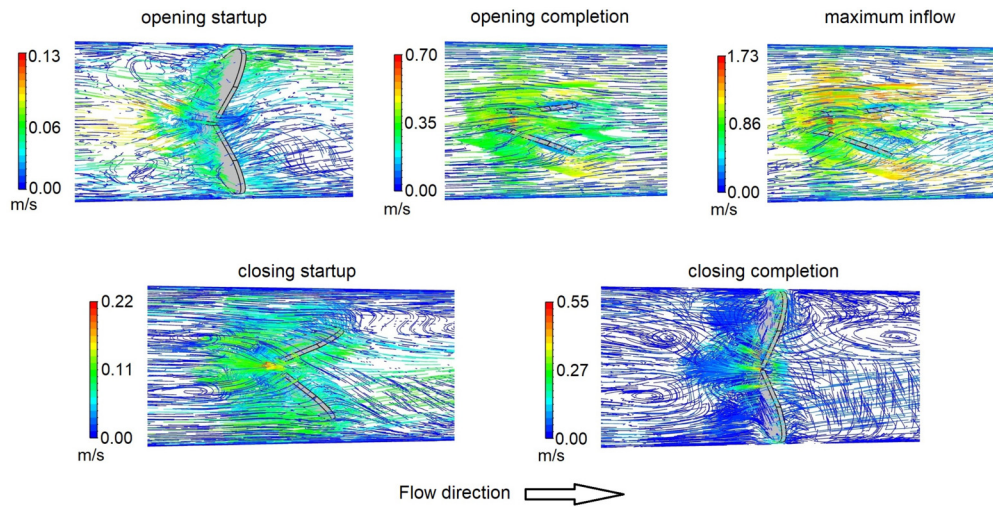 opening startup
opening completion
maximum inflow
0.13
0.06
0.00
m/s
0.70
0.35
0.00
m/s
1.73
0.86
0.00
m/s
closing startup
closing completion
0.22
0.11
0.00
m/s
0.55
0.27
0.00
m/s
Flow direction